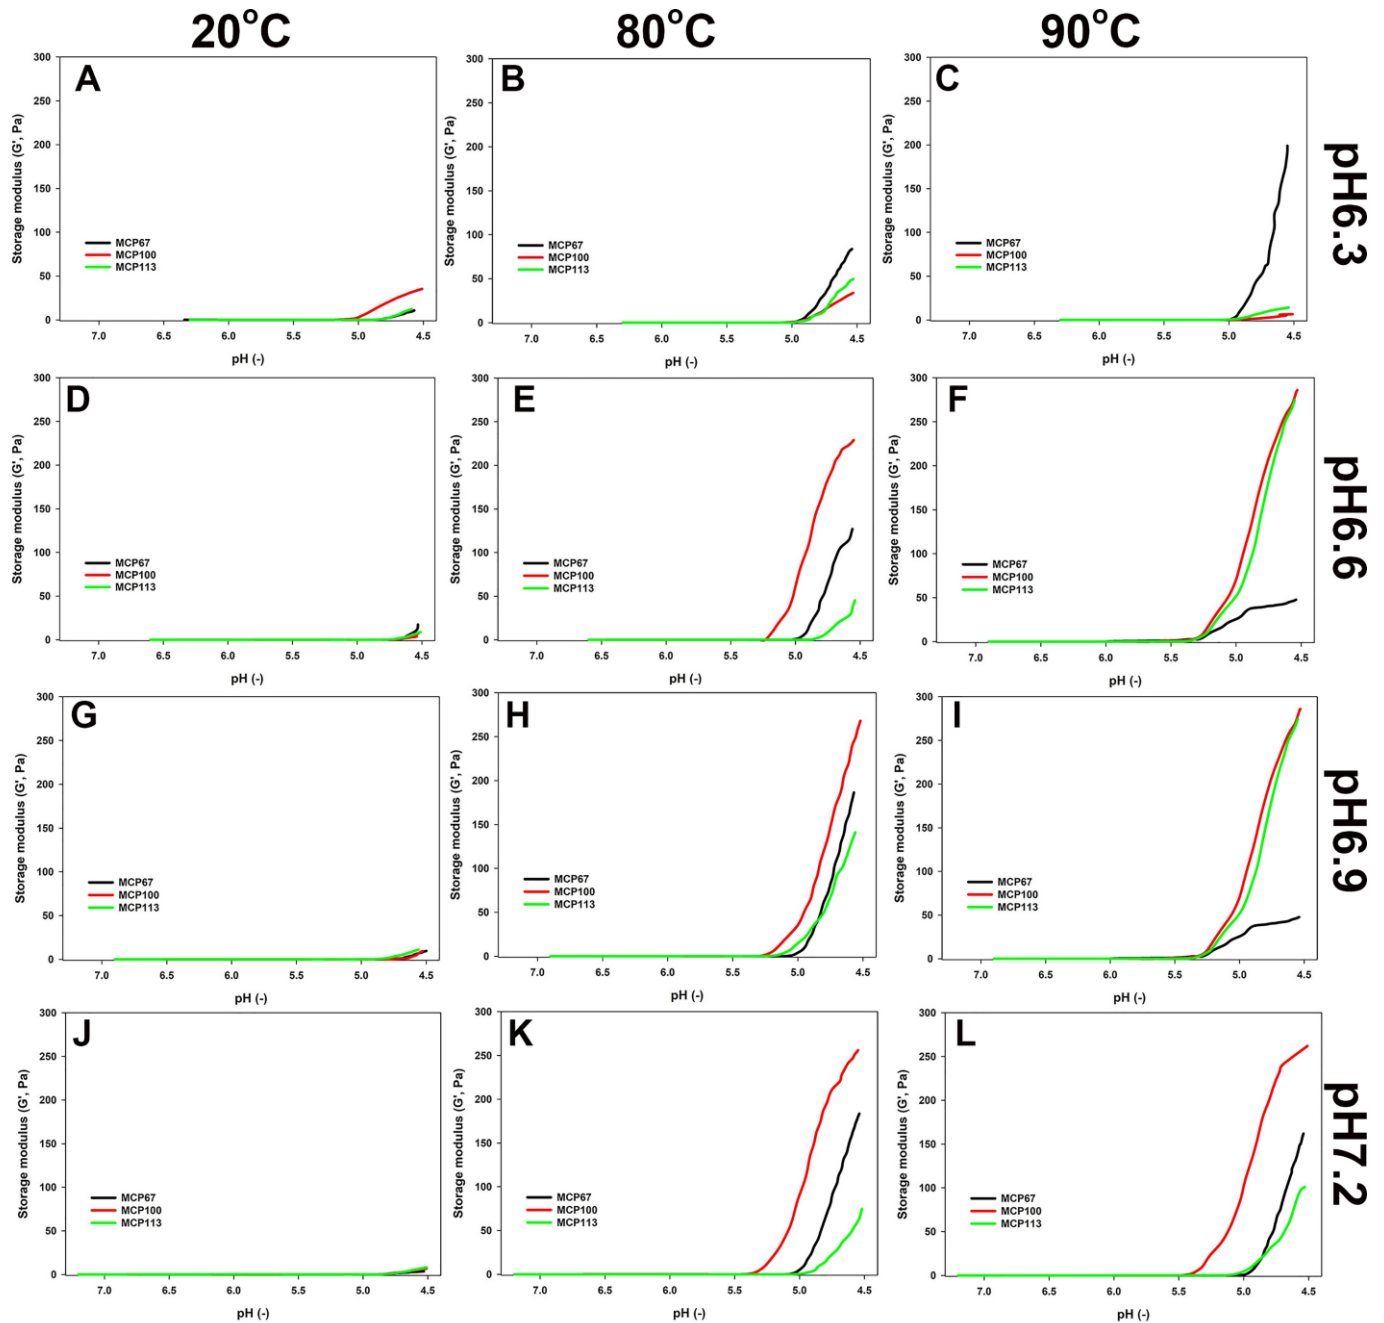 20°C
80°C
90°C
A
Storage modulus (G', Pa)
300
250
200
150
100
50
0
MCP67
MCP100
MCP113
7.0 6.5 6.0 5.5 5.0 4.5
pH (-)
B
Storage modulus (G', Pa)
300
250
200
150
100
50
0
MCP67
MCP100
MCP113
7.0 6.5 6.0 5.5 5.0 4.5
pH (-)
C
Storage modulus (G', Pa)
300
250
200
150
100
50
0
MCP67
MCP100
MCP113
7.0 6.5 6.0 5.5 5.0 4.5
pH (-)
pH6.3
D
Storage modulus (G', Pa)
300
250
200
150
100
50
0
MCP67
MCP100
MCP113
7.0 6.5 6.0 5.5 5.0 4.5
pH (-)
E
Storage modulus (G', Pa)
300
250
200
150
100
50
0
MCP67
MCP100
MCP113
7.0 6.5 6.0 5.5 5.0 4.5
pH (-)
F
Storage modulus (G', Pa)
300
250
200
150
100
50
0
MCP67
MCP100
MCP113
7.0 6.5 6.0 5.5 5.0 4.5
pH (-)
pH6.6
G
Storage modulus (G', Pa)
300
250
200
150
100
50
0
MCP67
MCP100
MCP113
7.0 6.5 6.0 5.5 5.0 4.5
pH (-)
H
Storage modulus (G', Pa)
300
250
200
150
100
50
0
MCP67
MCP100
MCP113
7.0 6.5 6.0 5.5 5.0 4.5
pH (-)
I
Storage modulus (G', Pa)
300
250
200
150
100
50
0
MCP67
MCP100
MCP113
7.0 6.5 6.0 5.5 5.0 4.5
pH (-)
pH6.9
J
Storage modulus (G', Pa)
300
250
200
150
100
50
0
MCP67
MCP100
MCP113
7.0 6.5 6.0 5.5 5.0 4.5
pH (-)
K
Storage modulus (G', Pa)
300
250
200
150
100
50
0
MCP67
MCP100
MCP113
7.0 6.5 6.0 5.5 5.0 4.5
pH (-)
L
Storage modulus (G', Pa)
300
250
200
150
100
50
0
MCP67
MCP100
MCP113
7.0 6.5 6.0 5.5 5.0 4.5
pH (-)
pH7.2